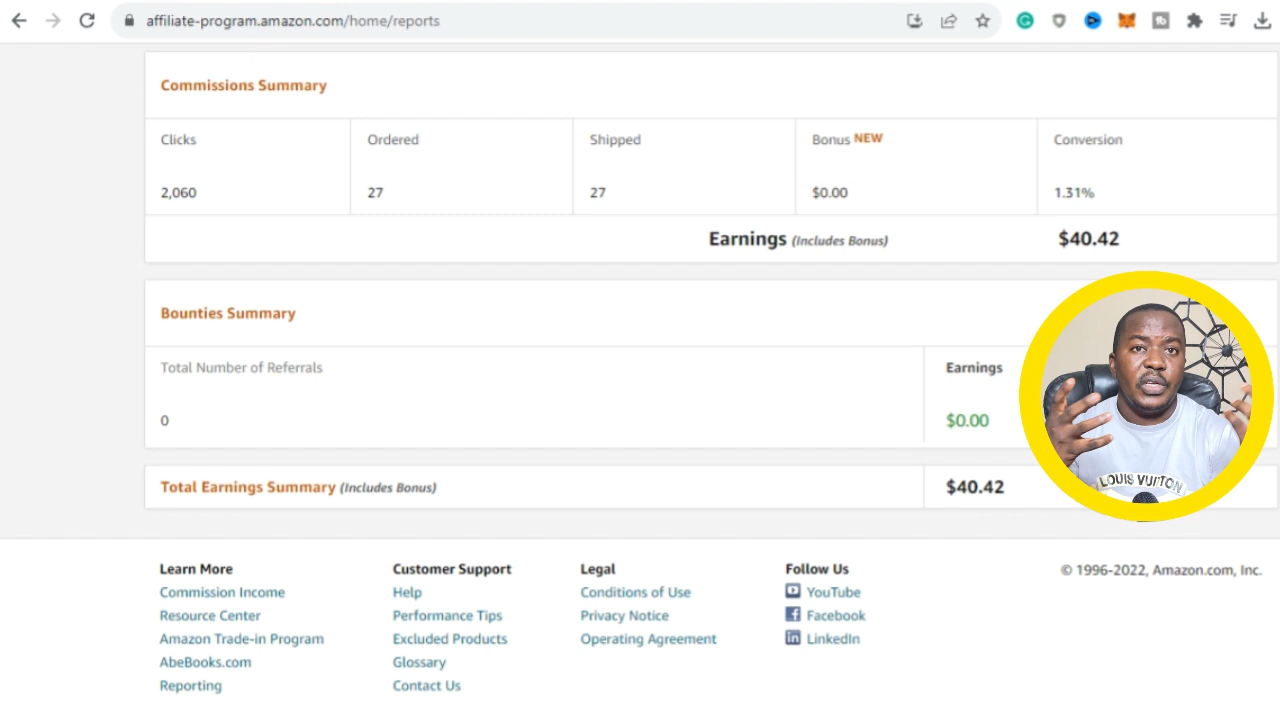 affiliate-program.amazon.com/home/reports
Commissions Summary
Clicks Ordered Shipped Bonus NEW Conversion
2,060 27 27 $0.00 1.31%
Earnings (Includes Bonus) $40.42
Bounties Summary
Total Number of Referrals Earnings
0 $0.00
Total Earnings Summary (Includes Bonus) $40.42
LOUIS VUITTON
Learn More Customer Support Legal Follow Us © 1996-2022, Amazon.com, Inc.
Commission Income Help Conditions of Use YouTube
Resource Center Performance Tips Privacy Notice Facebook
Amazon Trade-in Program Excluded Products Operating Agreement LinkedIn
AbeBooks.com Glossary
Reporting Contact Us